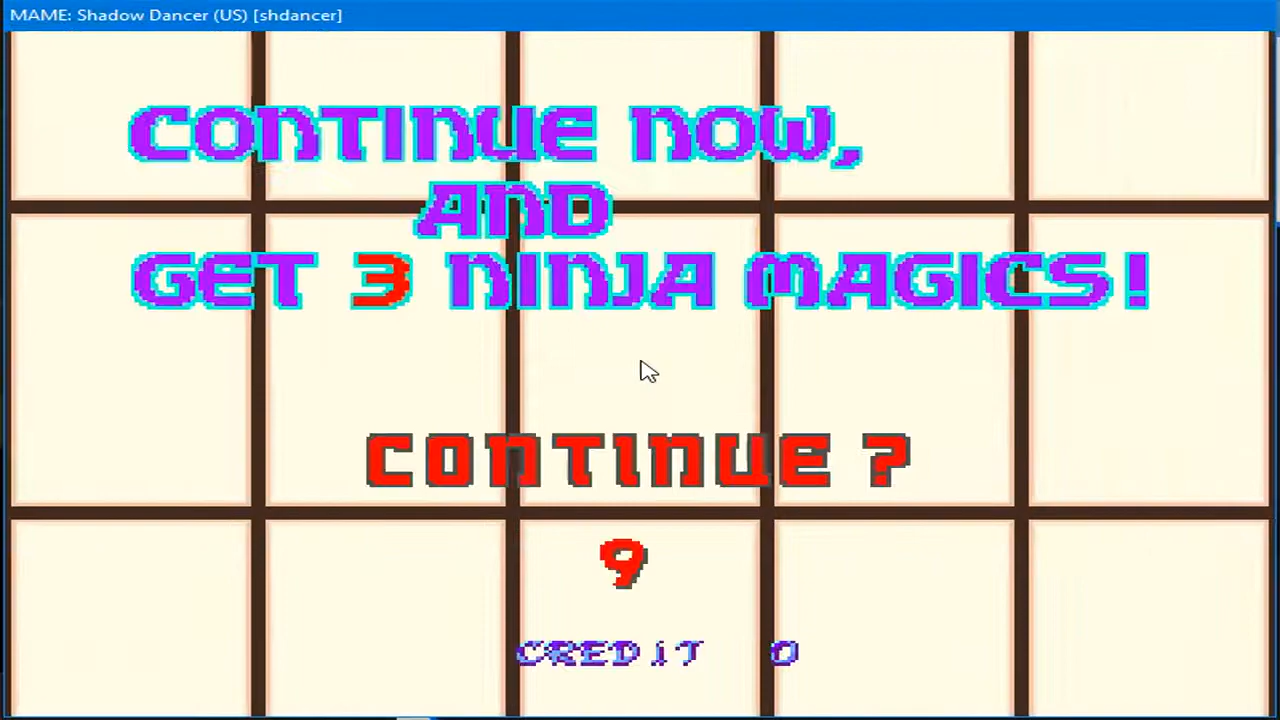 MAME: Shadow Dancer (US) [shdancer]
CONTINUE NOW,
AND
GET 3 NINJA MAGICS!
CONTINUE ?
9
CREDIT 0